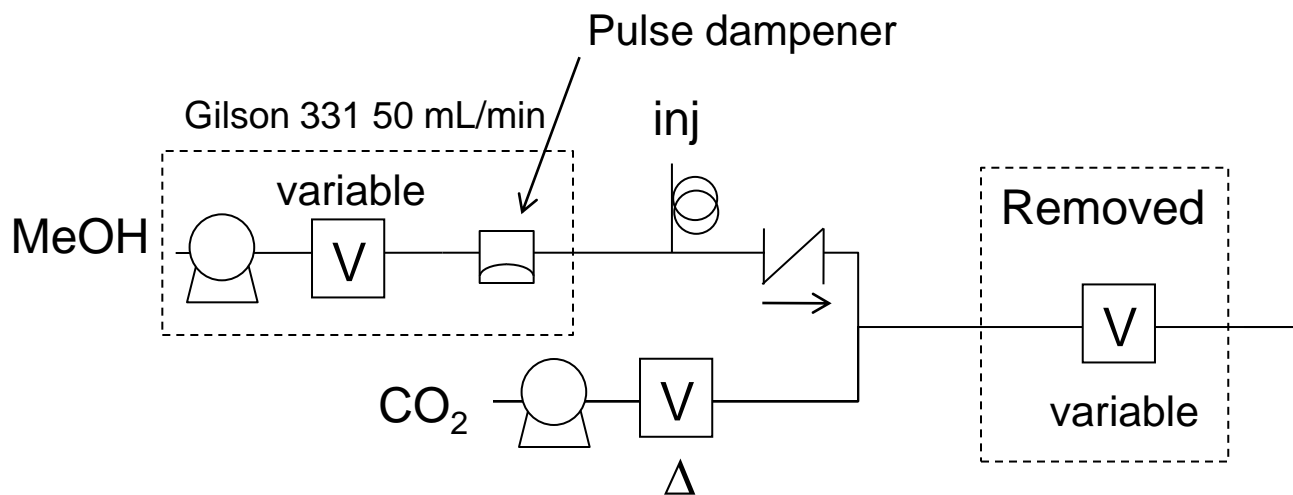 Pulse dampener
Gilson 331 50 mL/min
inj
variable
Removed
MeOH
V
V
CO₂
V
variable
Δ